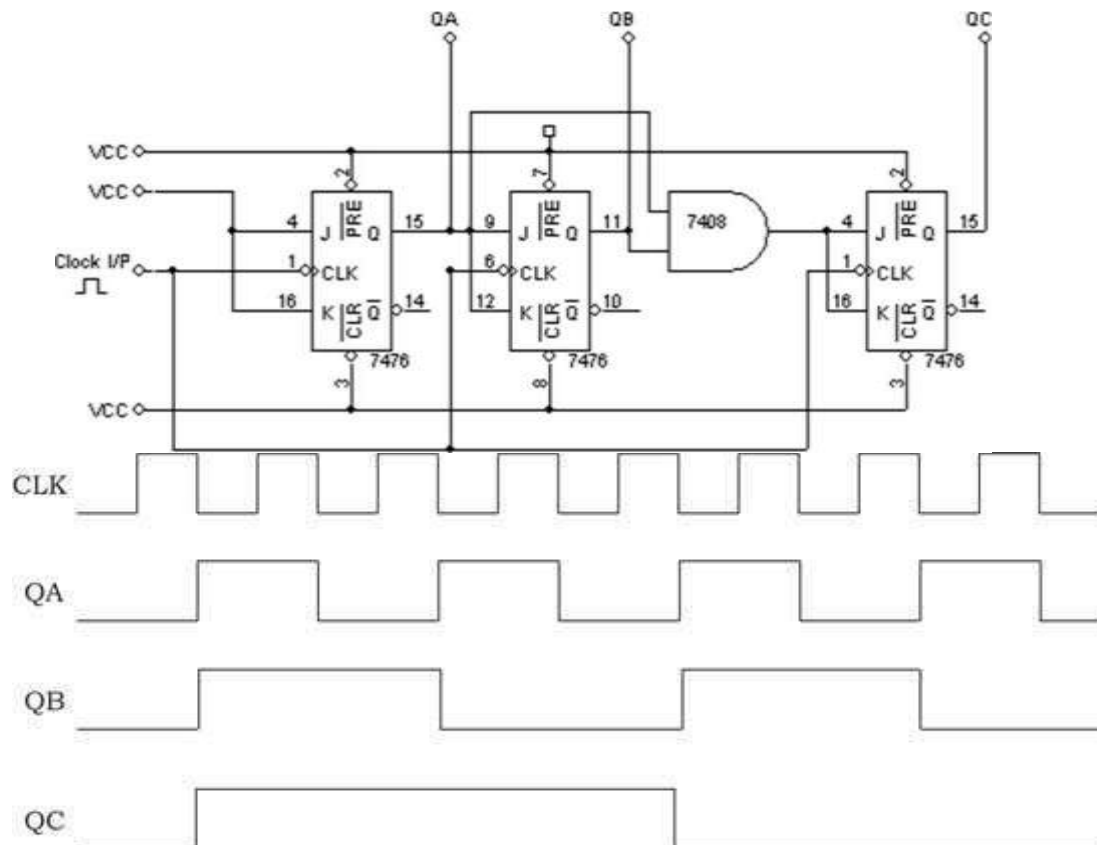 QA QB QC
VCC
2 7 2
VCC
4 J PRE Q 15 9 J PRE Q 11 7408 4 J PRE Q 15
Clock I/P 1 CLK 6 CLK 1 CLK
16 K CLR Q 14 12 K CLR Q 10 16 K CLR Q 14
7476 7476 7476
3 8 3
VCC
CLK
QA
QB
QC